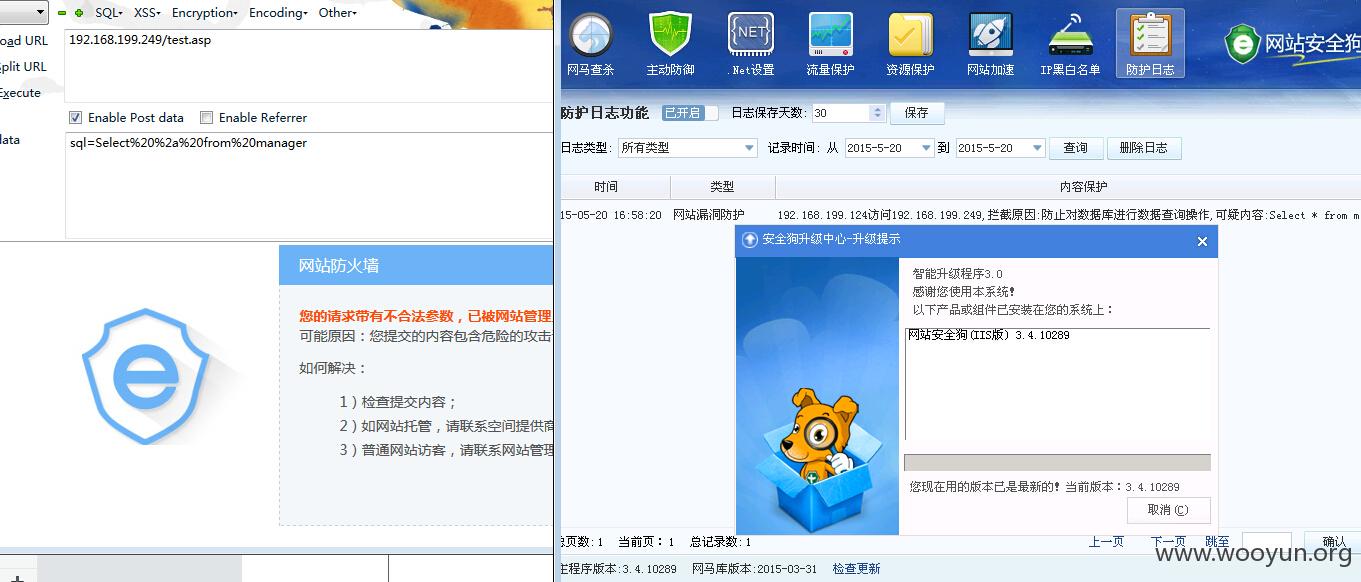 SQL▾ XSS▾ Encryption▾ Encoding▾ Other▾
oad URL
192.168.199.249/test.asp
plit URL
Execute
Enable Post data
Enable Referrer
data
sql=Select%20%2a%20from%20manager
网站防火墙
您的请求带有不合法参数，已被网站管理
可能原因：您提交的内容包含危险的攻击
如何解决：
1）检查提交内容；
2）如网站托管，请联系空间提供商
3）普通网站访客，请联系网站管理
网马查杀
主动防御
.Net设置
流量保护
资源保护
网站加速
IP黑白名单
防护日志
网站安全狗
防护日志功能 已开启 日志保存天数: 30 保存
日志类型: 所有类型 记录时间: 从 2015-5-20 到 2015-5-20 查询 删除日志
时间 类型 内容保护
15-05-20 16:58:20 网站漏洞防护 192.168.199.124访问192.168.199.249,拦截原因:防止对数据库进行数据查询操作,可疑内容:Select * from m
安全狗升级中心-升级提示
智能升级程序3.0
感谢您使用本系统!
以下产品或组件已安装在您的系统上：
网站安全狗(IIS版) 3.4.10289
您现在用的版本已是最新的! 当前版本：3.4.10289
取消(C)
总页数: 1 当前页: 1 总记录数: 1 上一页 下一页 跳至 确认
主程序版本:3.4.10289 网马库版本:2015-03-31 检查更新
www.wooyun.org